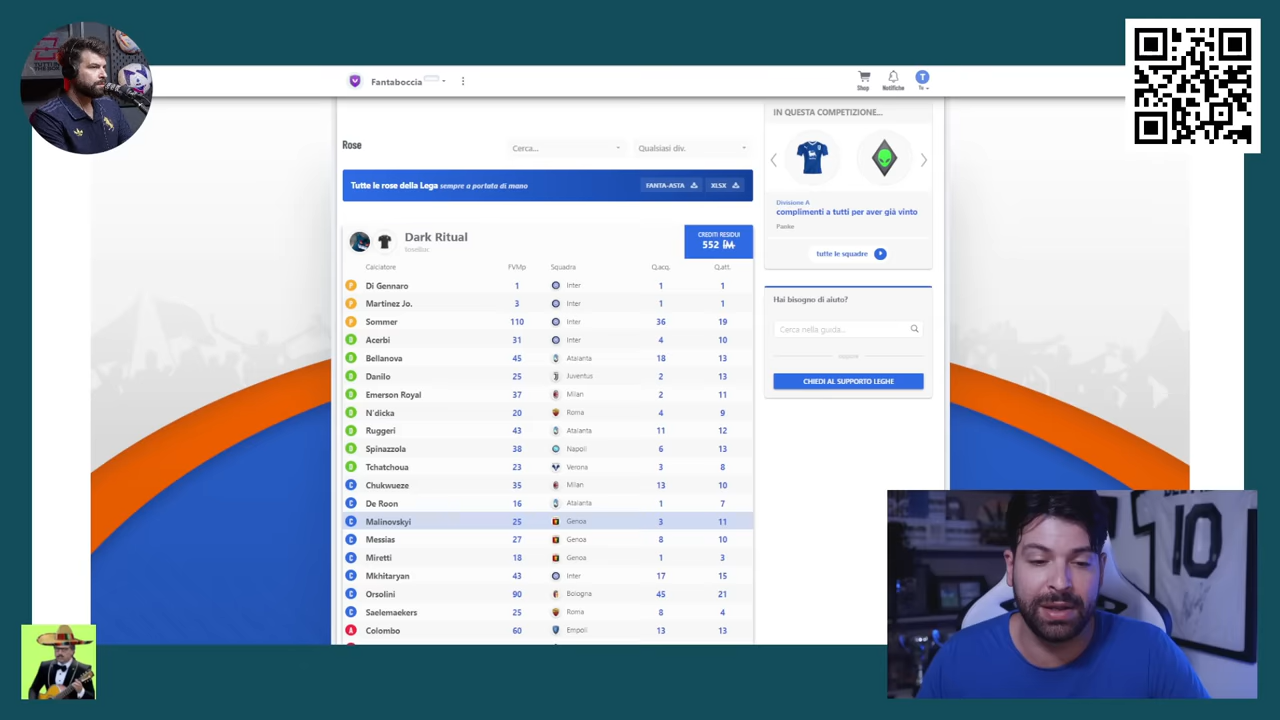 Fantaboccia
Shop
Notifiche
T
Tu
Rose
Cerca...
Qualsiasi div.
Tutte le rose della Lega sempre a portata di mano
FANTA-ASTA
XLSX
Dark Ritual
CREDITI RESIDUI
552
Calciatore FVMp Squadra Q.acq. Q.att.
P Di Gennaro 1 Inter 1 1
P Martinez Jo. 3 Inter 1 1
P Sommer 110 Inter 36 19
D Acerbi 31 Inter 4 10
D Bellanova 45 Atalanta 18 13
D Danilo 25 Juventus 2 13
D Emerson Royal 37 Milan 2 11
D N'dicka 20 Roma 4 9
D Ruggeri 43 Atalanta 11 12
D Spinazzola 38 Napoli 6 13
D Tchatchoua 23 Verona 3 8
C Chukwueze 35 Milan 13 10
C De Roon 16 Atalanta 1 7
C Malinovskyi 25 Genoa 3 11
C Messias 27 Genoa 8 10
C Miretti 18 Genoa 1 3
C Mkhitaryan 43 Inter 17 15
C Orsolini 90 Bologna 45 21
C Saelemaekers 25 Roma 8 4
A Colombo 60 Empoli 13 13
IN QUESTA COMPETIZIONE...
Divisione A
complimenti a tutti per aver già vinto
tutte le squadre
Hai bisogno di aiuto?
Cerca nella guida...
oppure
CHIEDI AL SUPPORTO LEGHE
10